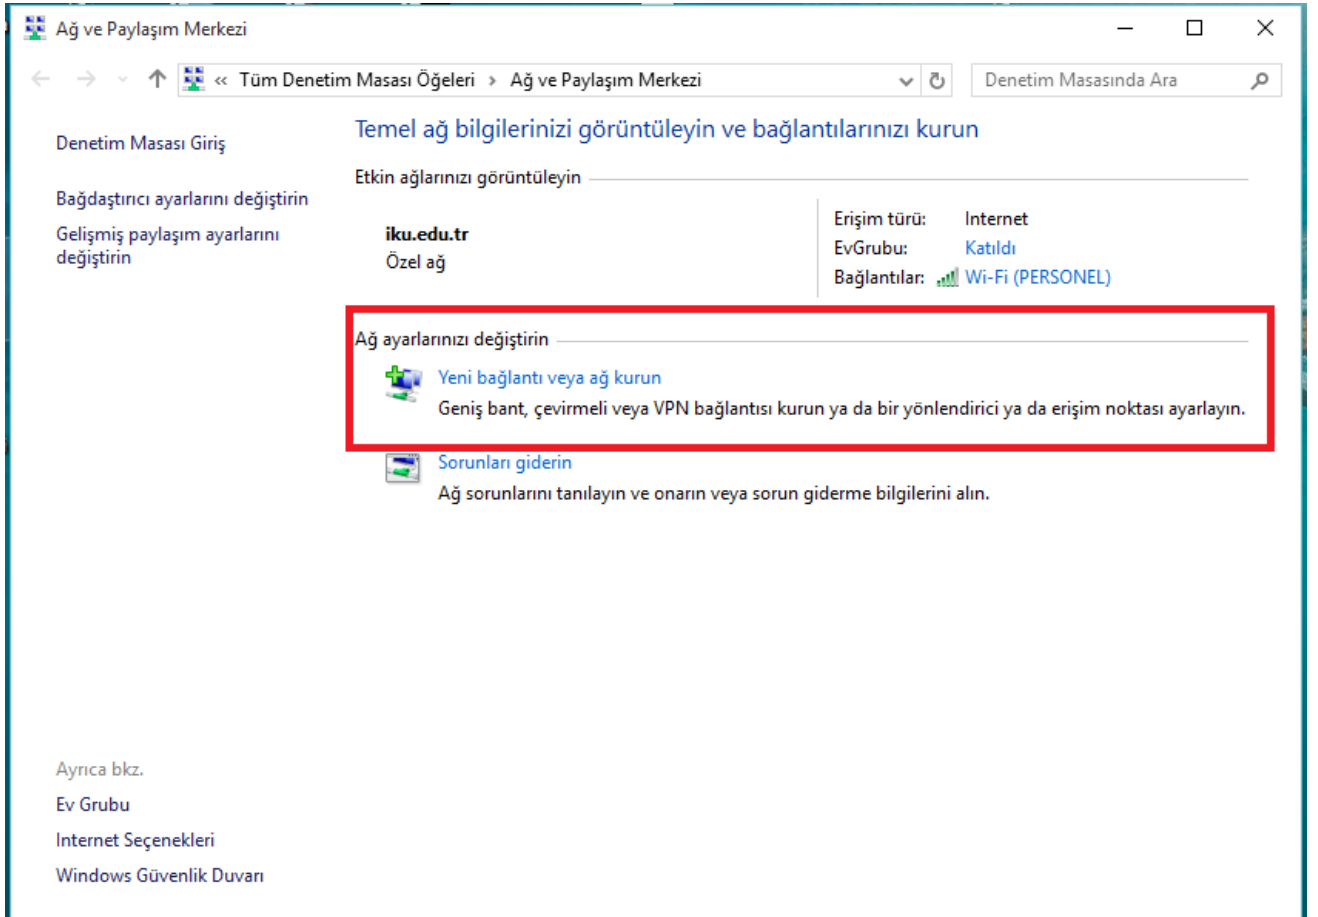 Ağ ve Paylaşım Merkezi
« Tüm Denetim Masası Öğeleri › Ağ ve Paylaşım Merkezi
Denetim Masasında Ara
Denetim Masası Giriş
Bağdaştırıcı ayarlarını değiştirin
Gelişmiş paylaşım ayarlarını
değiştirin
Temel ağ bilgilerinizi görüntüleyin ve bağlantılarınızı kurun
Etkin ağlarınızı görüntüleyin
iku.edu.tr
Özel ağ
Erişim türü: Internet
EvGrubu: Katıldı
Bağlantılar: Wi-Fi (PERSONEL)
Ağ ayarlarınızı değiştirin
Yeni bağlantı veya ağ kurun
Geniş bant, çevirmeli veya VPN bağlantısı kurun ya da bir yönlendirici ya da erişim noktası ayarlayın.
Sorunları giderin
Ağ sorunlarını tanılayın ve onarın veya sorun giderme bilgilerini alın.
Ayrıca bkz.
Ev Grubu
Internet Seçenekleri
Windows Güvenlik Duvarı